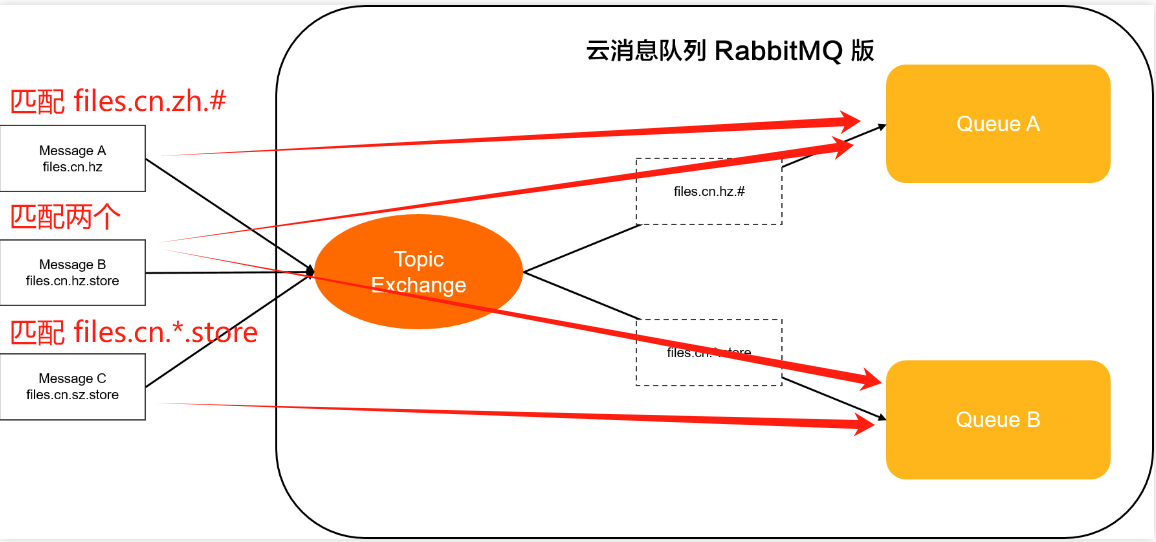 云消息队列 RabbitMQ 版
匹配 files.cn.zh.#
Message A
files.cn.hz
匹配两个
Message B
files.cn.hz.store
匹配 files.cn.*.store
Message C
files.cn.sz.store
Topic
Exchange
files.cn.hz.#
files.cn.*.store
Queue A
Queue B